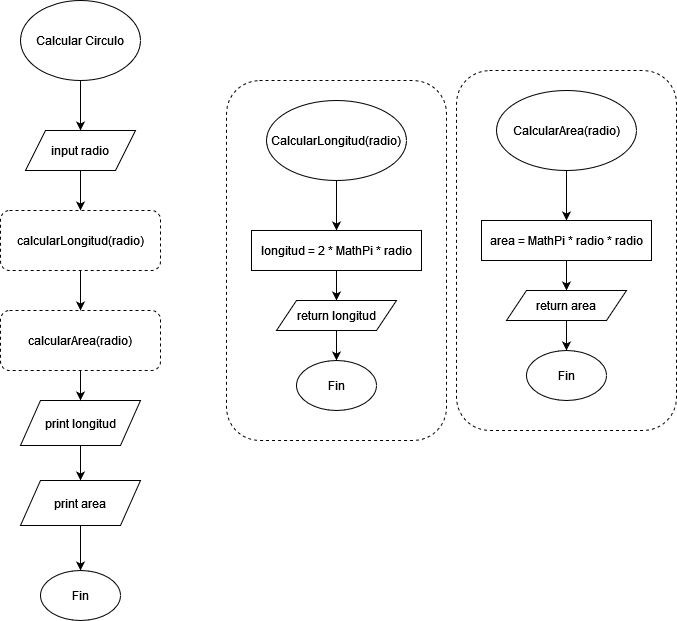 Calcular Circulo
input radio
calcularLongitud(radio)
calcularArea(radio)
print longitud
print area
Fin
CalcularLongitud(radio)
longitud = 2 * MathPi * radio
return longitud
Fin
CalcularArea(radio)
area = MathPi * radio * radio
return area
Fin